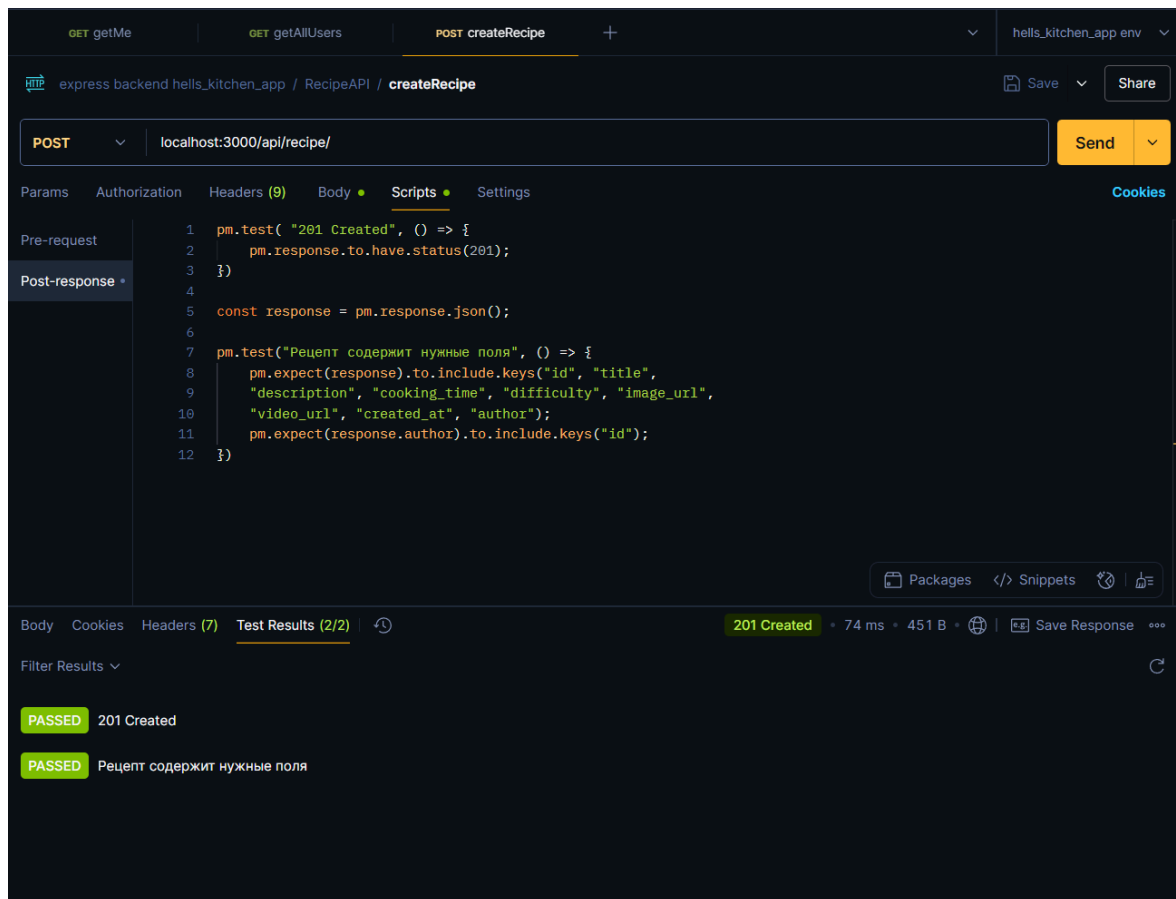 GET getMe GET getAllUsers POST createRecipe + hells_kitchen_app env
HTTP express backend hells_kitchen_app / RecipeAPI / createRecipe Save Share
POST localhost:3000/api/recipe/ Send
Params Authorization Headers (9) Body Scripts Settings Cookies
Pre-request
Post-response
1 pm.test( "201 Created", () => {
2 pm.response.to.have.status(201);
3 })
4
5 const response = pm.response.json();
6
7 pm.test("Рецепт содержит нужные поля", () => {
8 pm.expect(response).to.include.keys("id", "title",
9 "description", "cooking_time", "difficulty", "image_url",
10 "video_url", "created_at", "author");
11 pm.expect(response.author).to.include.keys("id");
12 })
Packages </> Snippets
Body Cookies Headers (7) Test Results (2/2) 201 Created • 74 ms • 451 B • e.g. Save Response
Filter Results
PASSED 201 Created
PASSED Рецепт содержит нужные поля